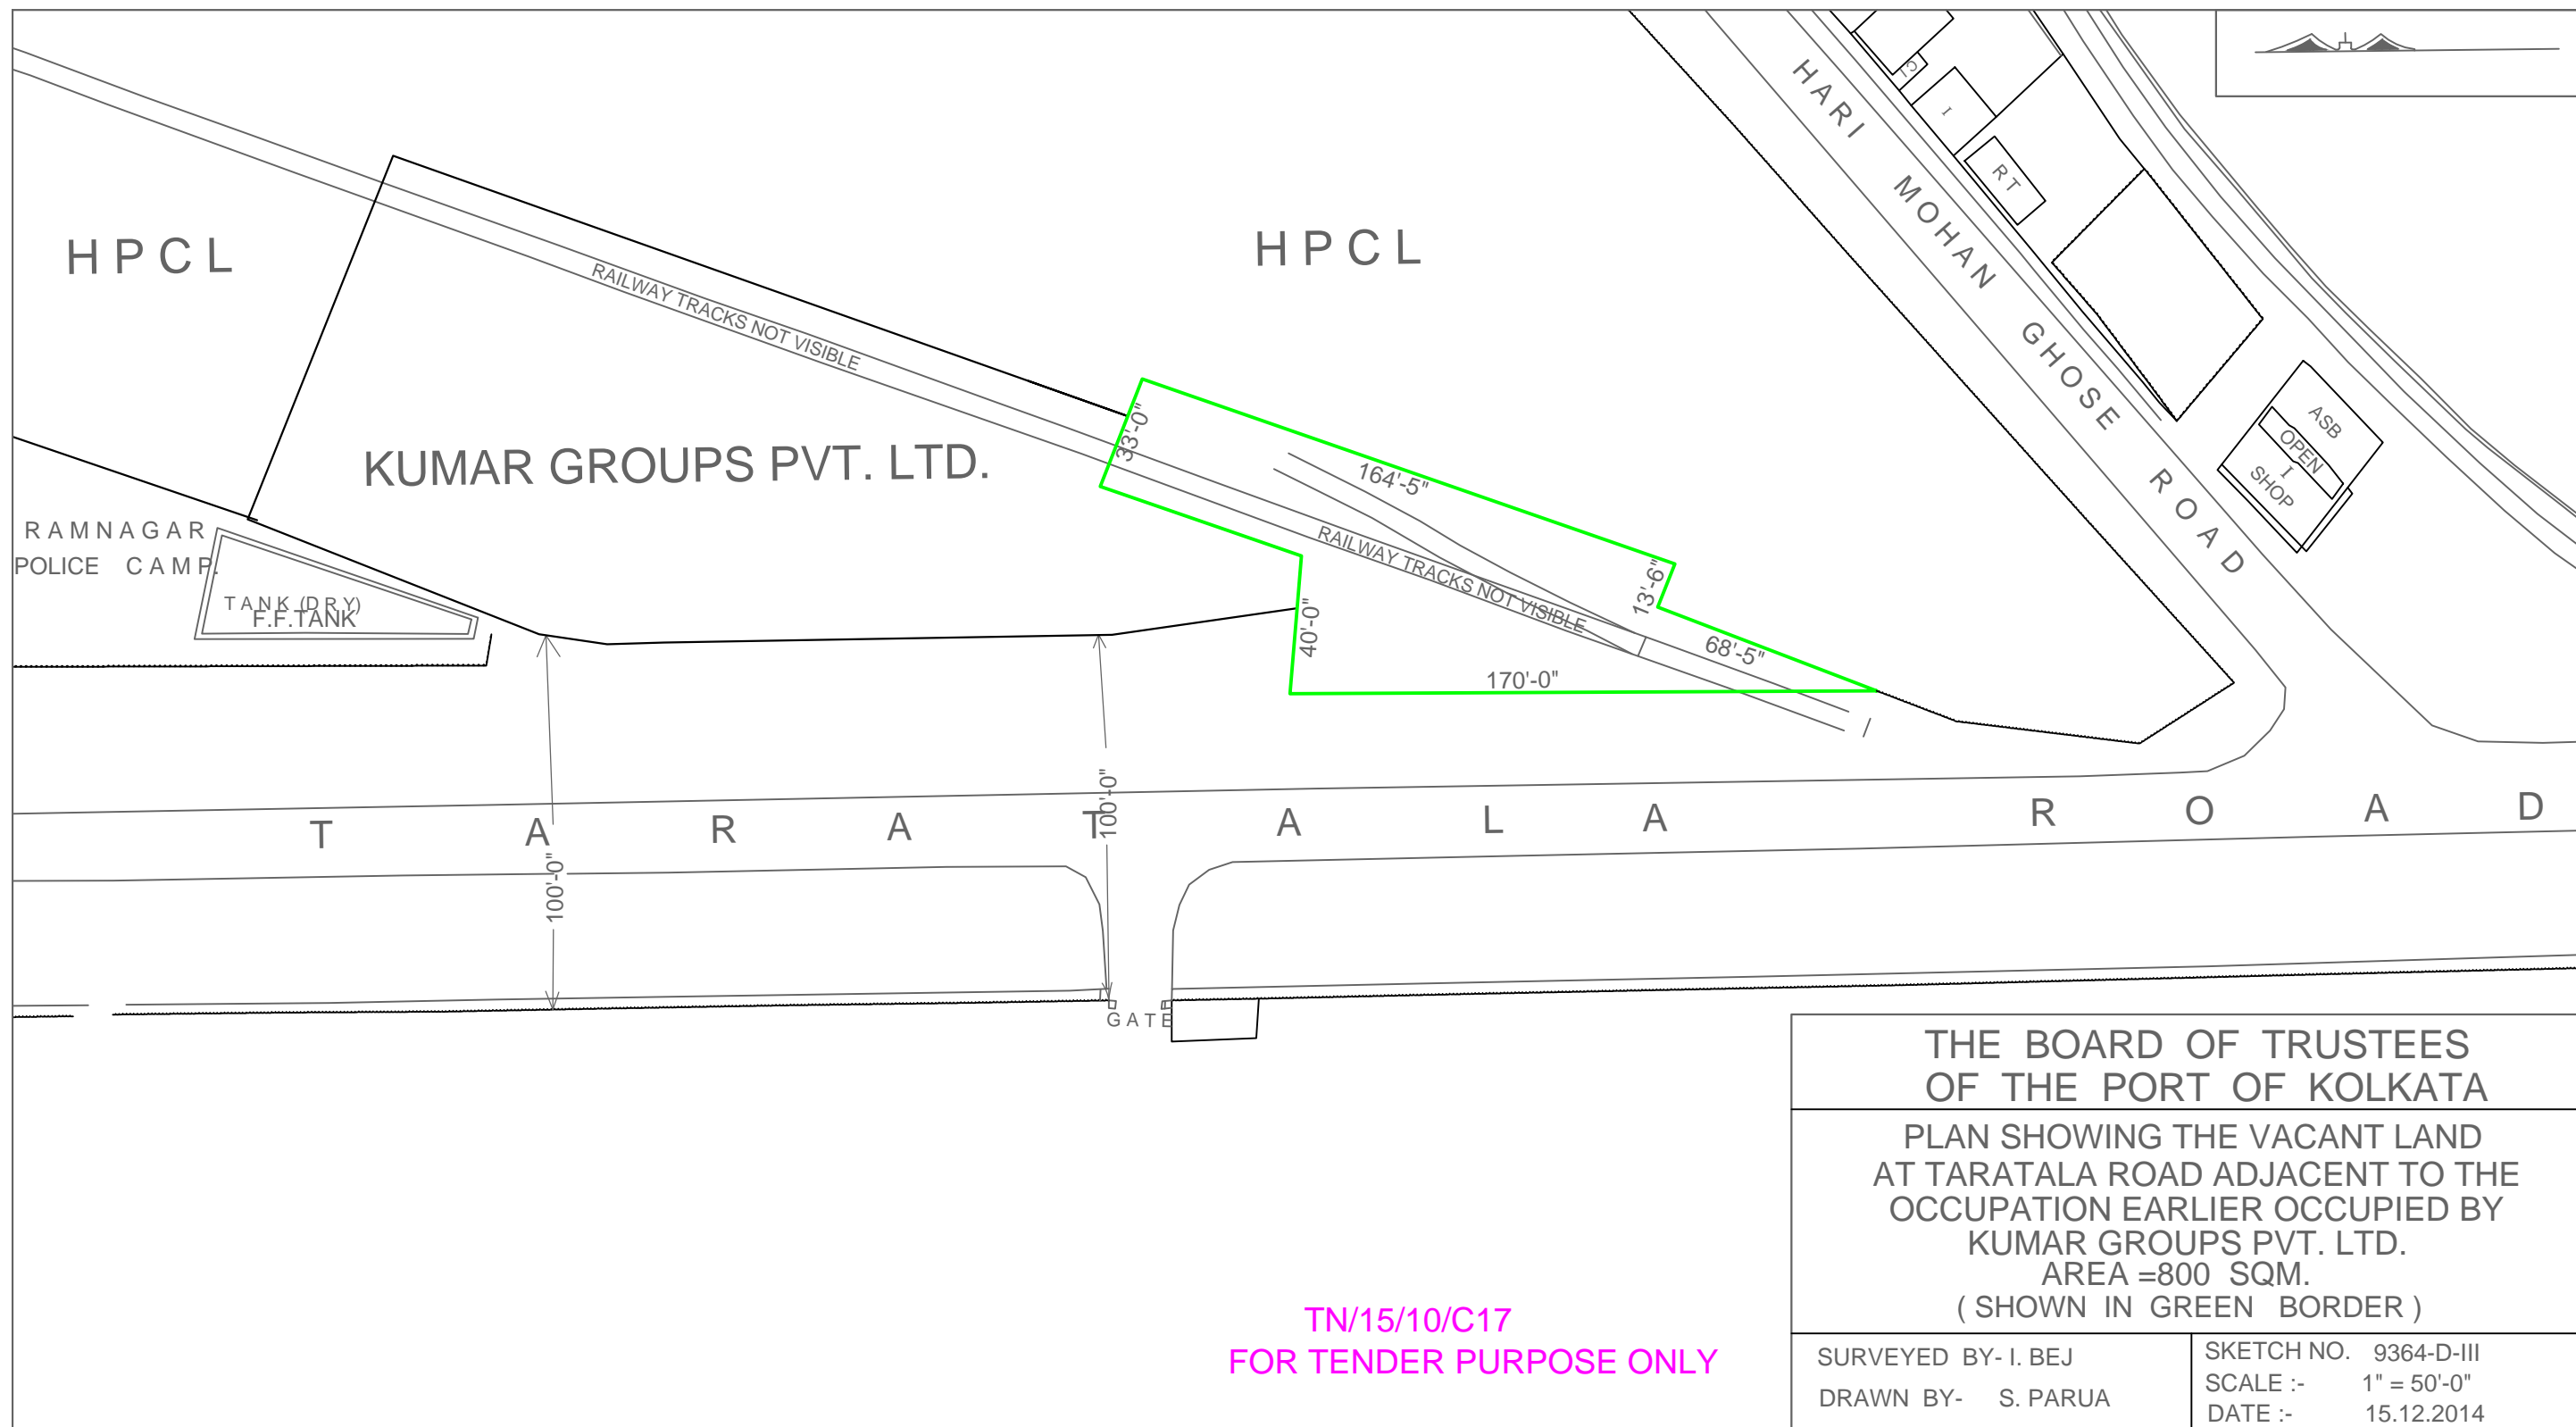 HPCL
HPCL
HARI MOHAN GHOSE ROAD
I
RT
RAILWAY TRACKS NOT VISIBLE
KUMAR GROUPS PVT. LTD.
33'-0"
164'-5"
ASB
OPEN
I
SHOP
RAMNAGAR
POLICE CAMP.
TANK (DRY)
F.F.TANK
RAILWAY TRACKS NOT VISIBLE
13'-6"
40'-0"
68'-5"
170'-0"
100'-0"
100'-0"
TARATALA ROAD
GATE
THE BOARD OF TRUSTEES
OF THE PORT OF KOLKATA
PLAN SHOWING THE VACANT LAND
AT TARATALA ROAD ADJACENT TO THE
OCCUPATION EARLIER OCCUPIED BY
KUMAR GROUPS PVT. LTD.
AREA =800 SQM.
( SHOWN IN GREEN BORDER )
TN/15/10/C17
FOR TENDER PURPOSE ONLY
SURVEYED BY- I. BEJ
DRAWN BY- S. PARUA
SKETCH NO. 9364-D-III
SCALE :- 1" = 50'-0"
DATE :- 15.12.2014